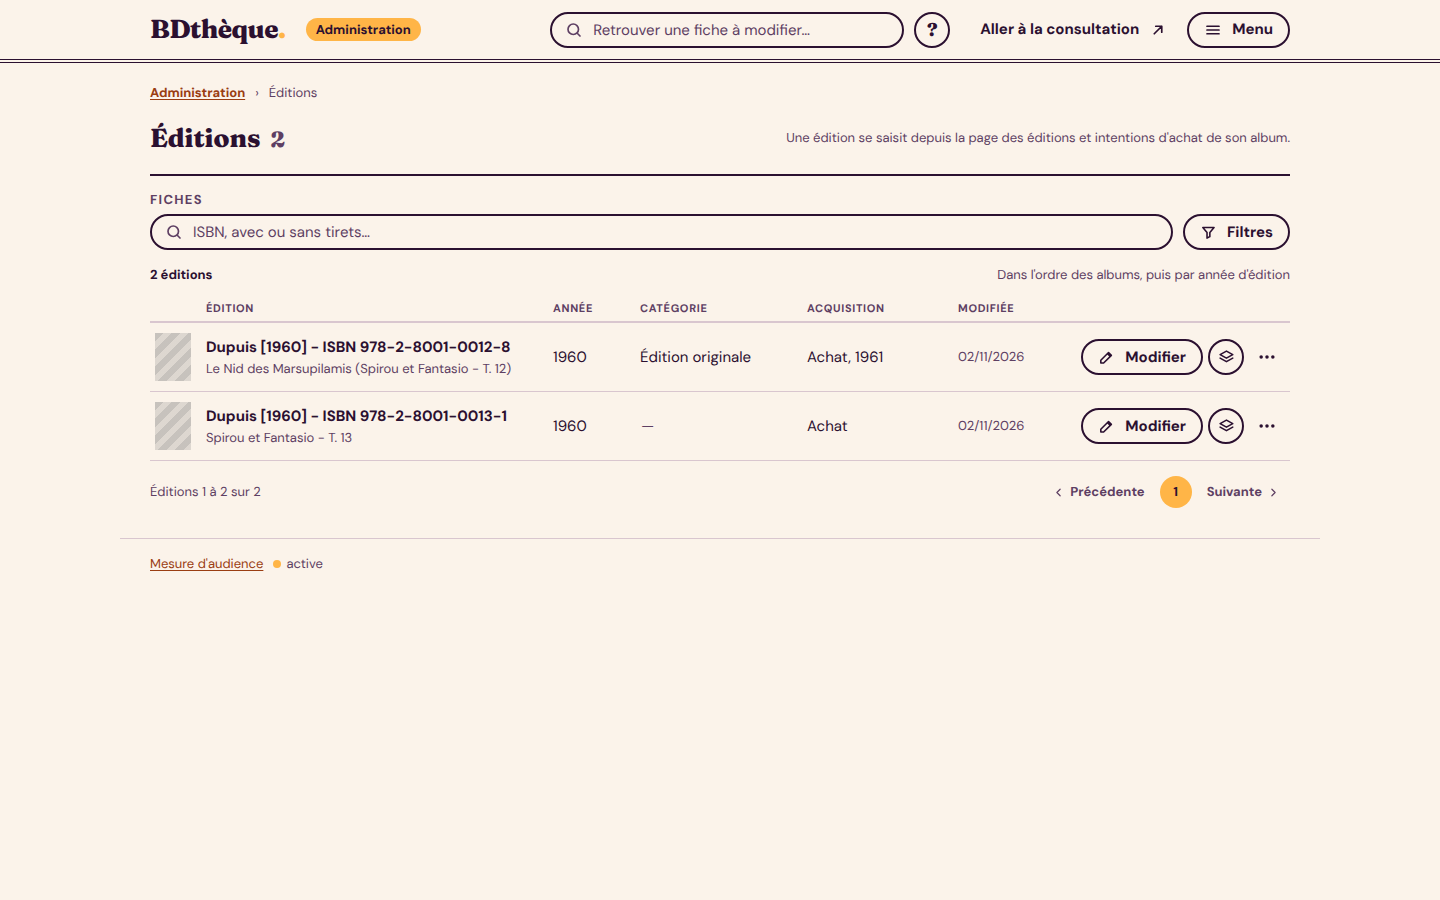 BDthèque. Administration Retrouver une fiche à modifier... ? Aller à la consultation Menu
Administration › Éditions
Éditions 2 Une édition se saisit depuis la page des éditions et intentions d'achat de son album.
FICHES
ISBN, avec ou sans tirets... Filtres
2 éditions Dans l'ordre des albums, puis par année d'édition
ÉDITION ANNÉE CATÉGORIE ACQUISITION MODIFIÉE
Dupuis [1960] - ISBN 978-2-8001-0012-8 1960 Édition originale Achat, 1961 02/11/2026 Modifier
Le Nid des Marsupilamis (Spirou et Fantasio - T. 12)
Dupuis [1960] - ISBN 978-2-8001-0013-1 1960 — Achat 02/11/2026 Modifier
Spirou et Fantasio - T. 13
Éditions 1 à 2 sur 2 ‹ Précédente 1 Suivante ›
Mesure d'audience active